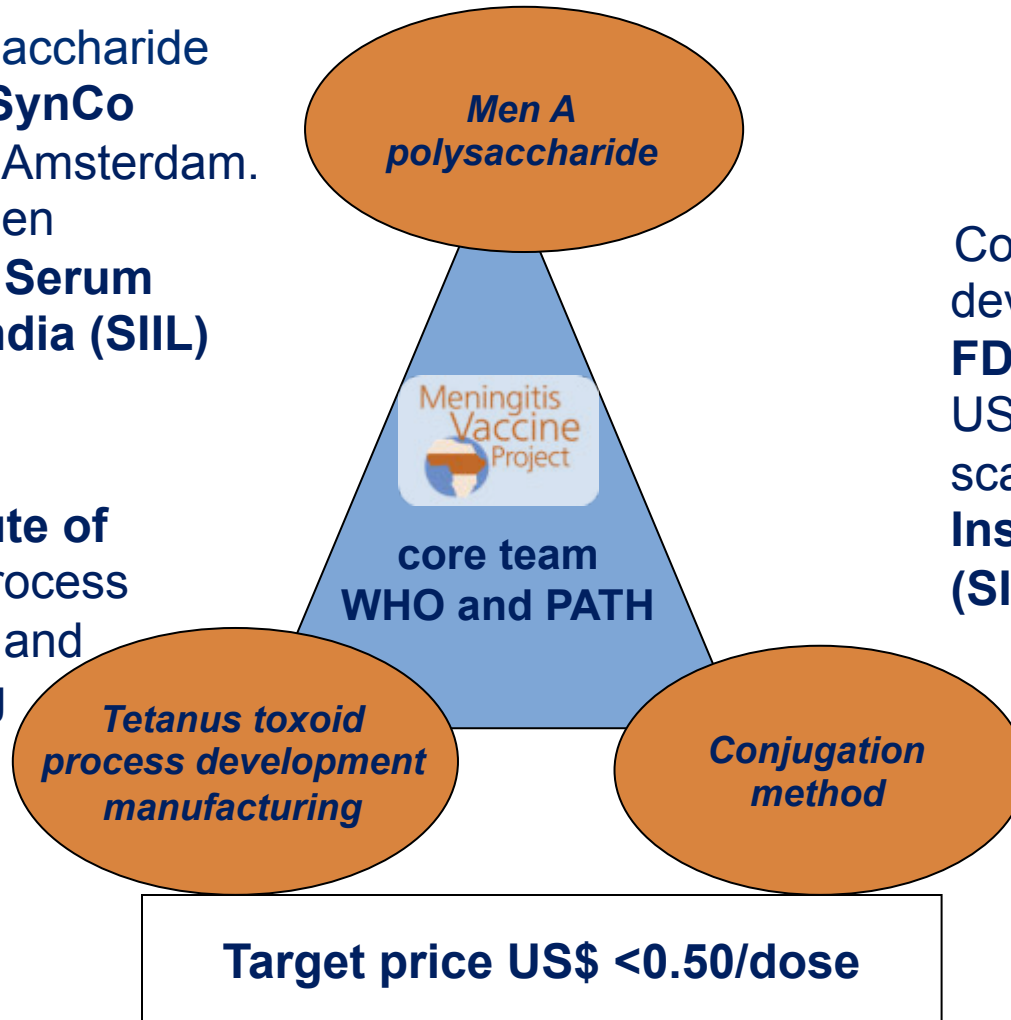 accharide
SynCo
Amsterdam.
en
Serum
ndia (SIIL)
ute of
rocess
and
g
Men A
polysaccharide
Meningitis
Vaccine
Project
core team
WHO and PATH
Co
dev
FD
US
sca
Ins
(SI
Tetanus toxoid
process development
manufacturing
Conjugation
method
Target price US$ <0.50/dose